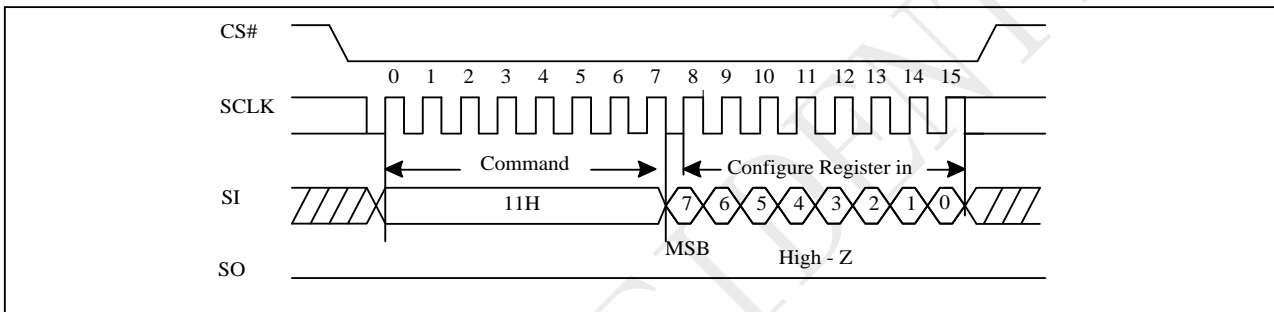 CS#
0 1 2 3 4 5 6 7 8 9 10 11 12 13 14 15
SCLK
Command Configure Register in
SI 11H 7 6 5 4 3 2 1 0
MSB High - Z
SO